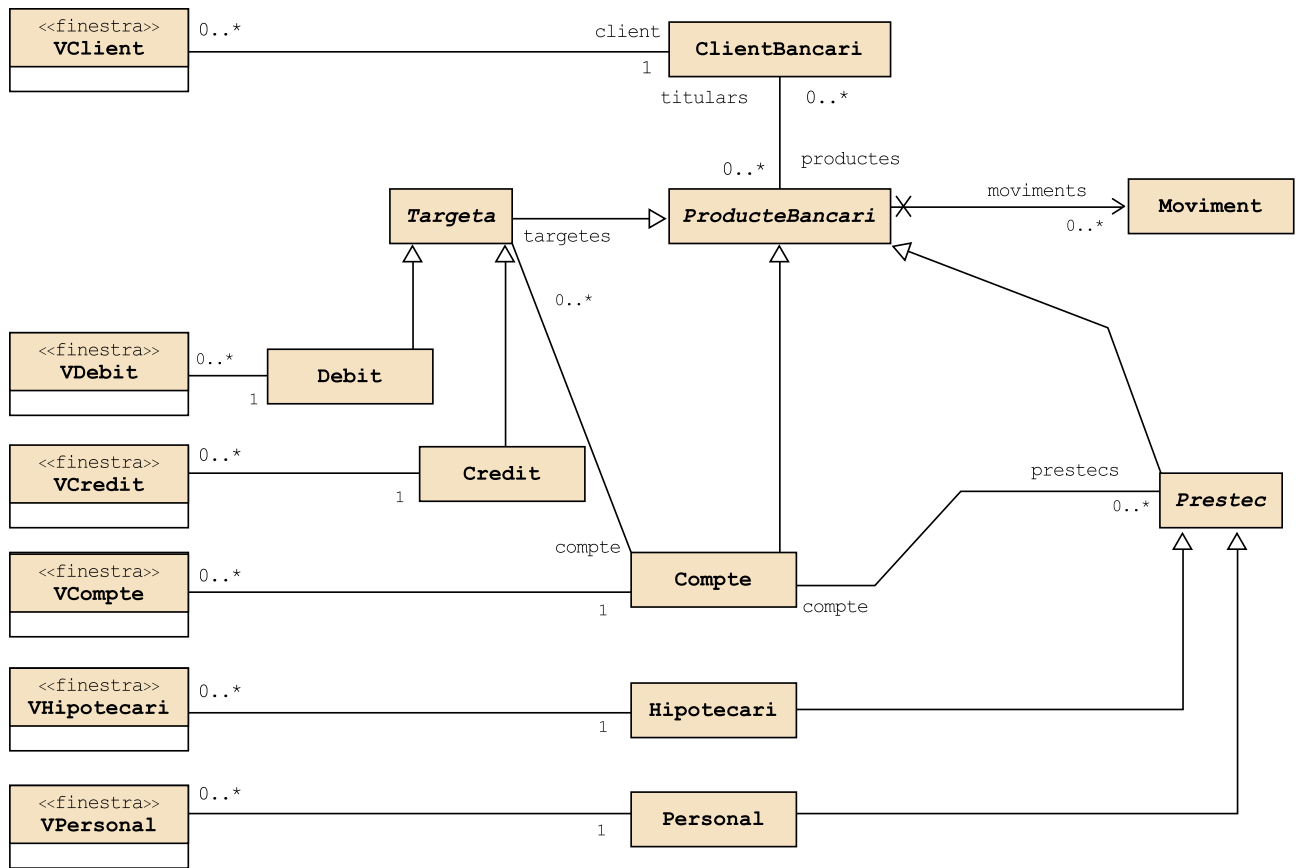 <<finestra>>
VClient
0..*
client
1
ClientBancari
titulars
0..*
0..*
productes
Targeta
targetes
ProducteBancari
moviments
0..*
Moviment
0..*
<<finestra>>
VDebit
0..*
1
Debit
<<finestra>>
VCredit
0..*
1
Credit
prestecs
0..*
Prestec
<<finestra>>
VCompte
0..*
compte
1
Compte
compte
<<finestra>>
VHipotecari
0..*
1
Hipotecari
<<finestra>>
VPersonal
0..*
1
Personal